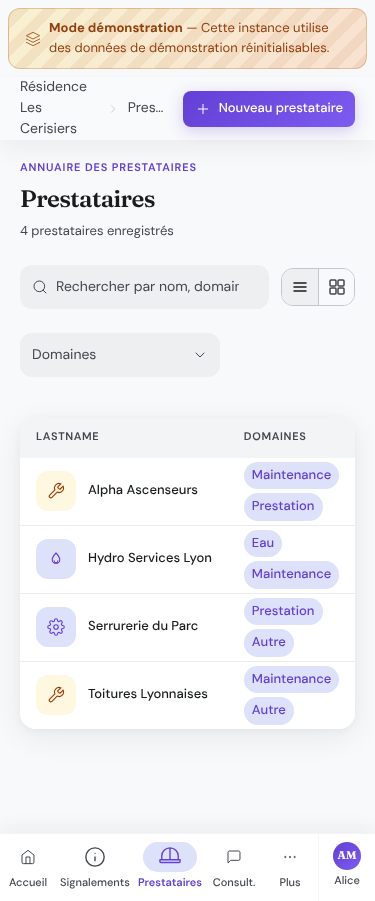 Mode démonstration — Cette instance utilise
des données de démonstration réinitialisables.
Résidence
Les
Cerisiers
Pres...
Nouveau prestataire
ANNUAIRE DES PRESTATAIRES
Prestataires
4 prestataires enregistrés
Rechercher par nom, domair
Domaines
LASTNAME DOMAINES
Alpha Ascenseurs
Maintenance
Prestation
Hydro Services Lyon
Eau
Maintenance
Serrurerie du Parc
Prestation
Autre
Toitures Lyonnaises
Maintenance
Autre
Accueil Signalements Prestataires Consult. Plus
AM
Alice